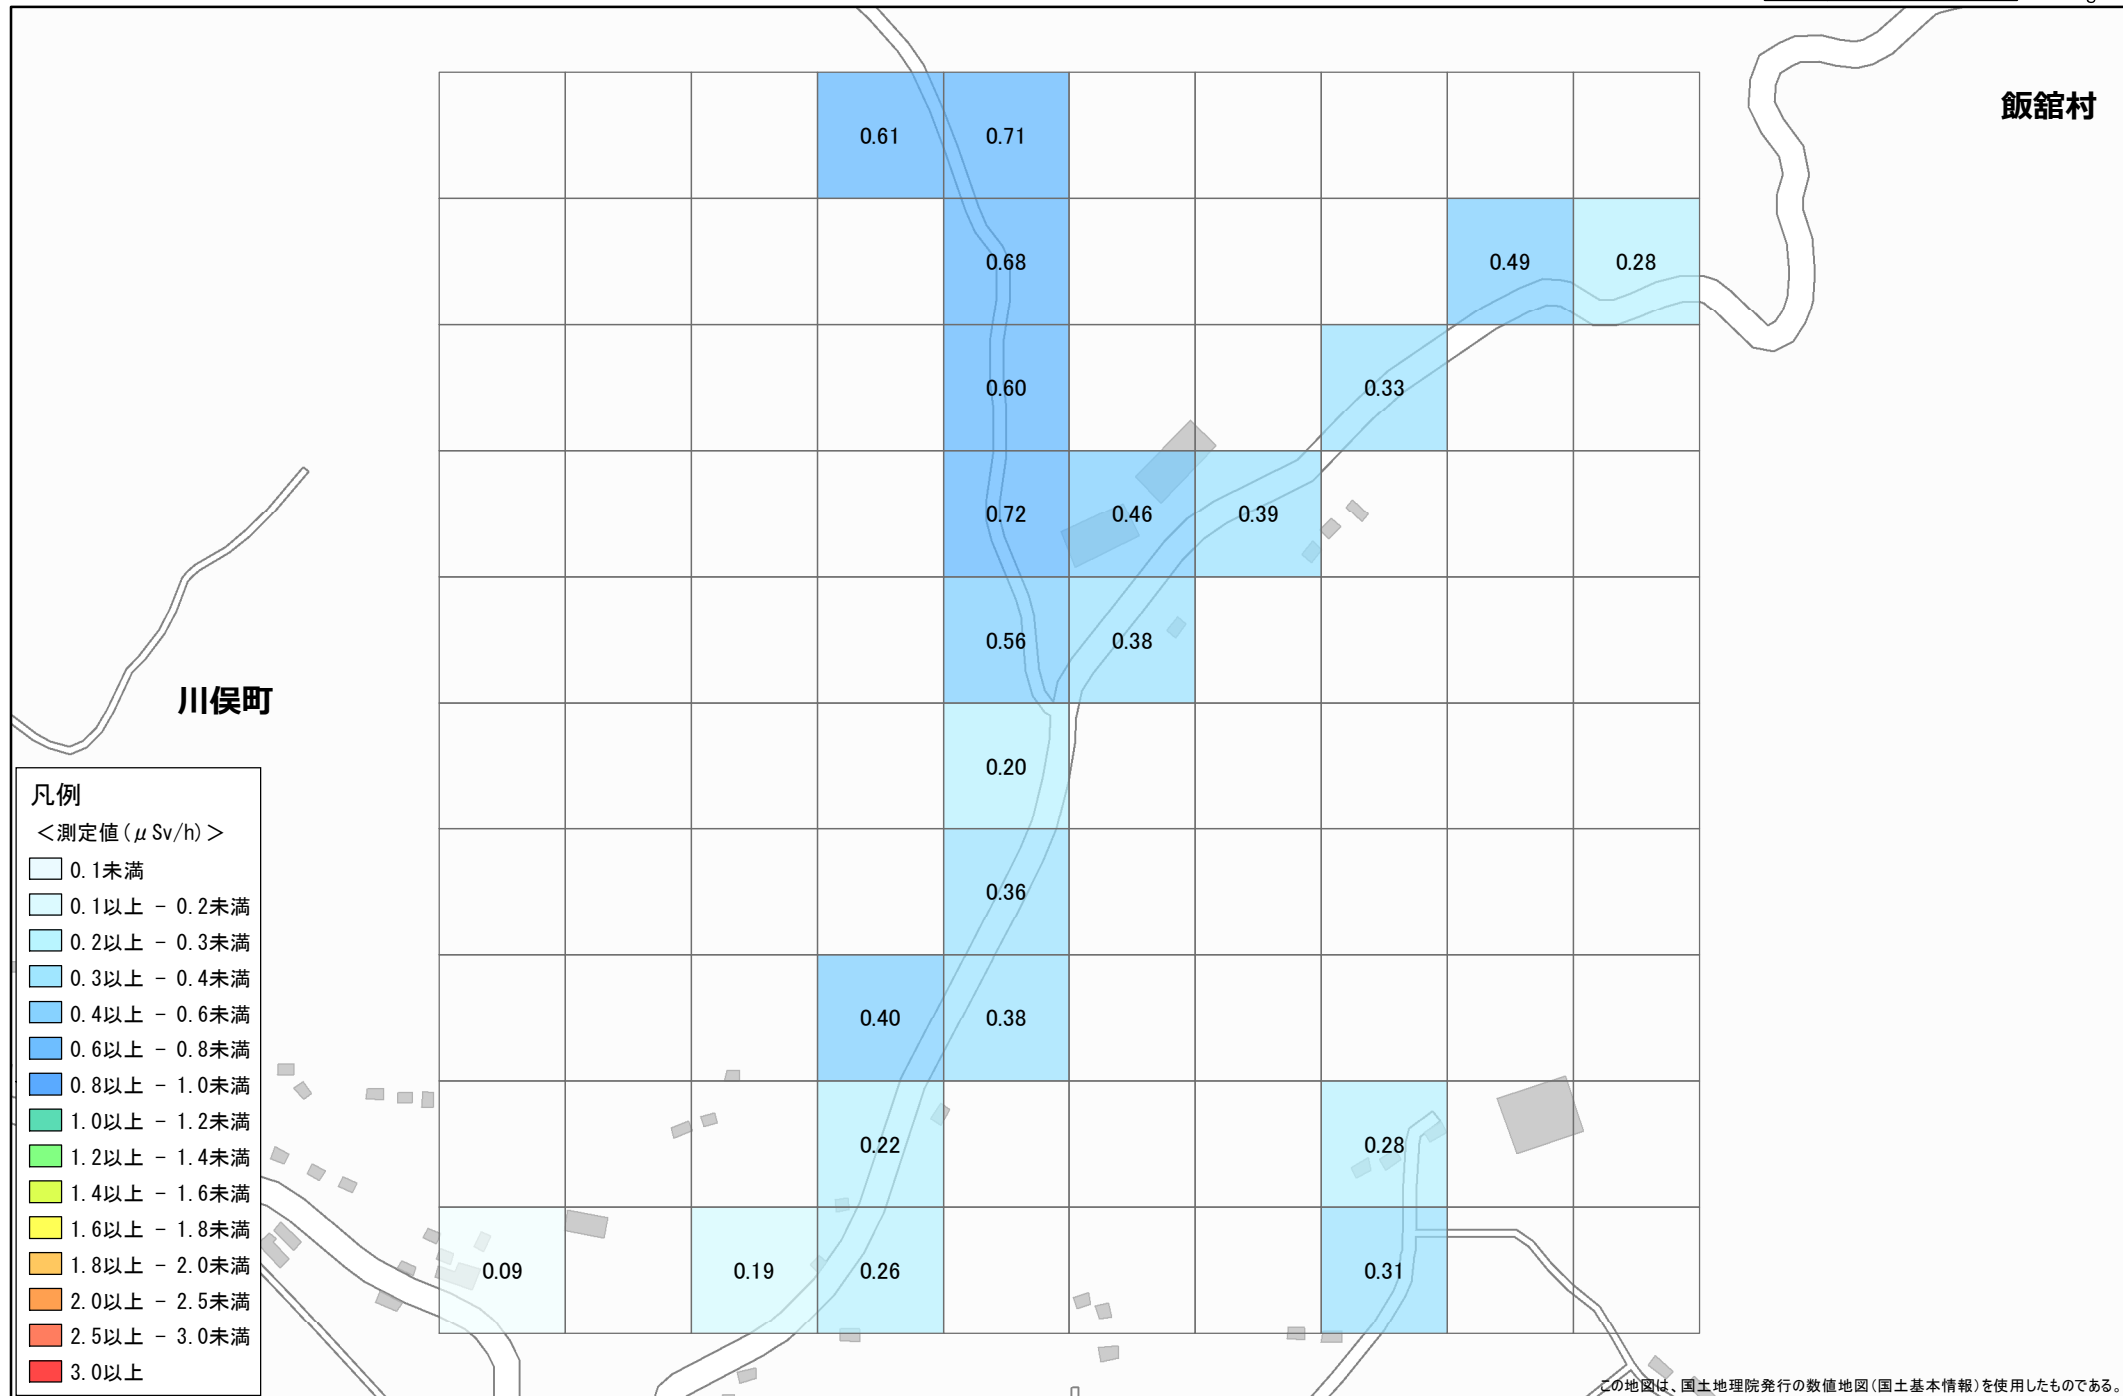 飯舘村
0.61 0.71
0.68 0.49 0.28
0.60 0.33
0.72 0.46 0.39
0.56 0.38
川俣町
0.20
0.36
0.40 0.38
0.22 0.28
0.09 0.19 0.26 0.31
凡例
＜測定値(μSv/h)＞
0.1未満
0.1以上 － 0.2未満
0.2以上 － 0.3未満
0.3以上 － 0.4未満
0.4以上 － 0.6未満
0.6以上 － 0.8未満
0.8以上 － 1.0未満
1.0以上 － 1.2未満
1.2以上 － 1.4未満
1.4以上 － 1.6未満
1.6以上 － 1.8未満
1.8以上 － 2.0未満
2.0以上 － 2.5未満
2.5以上 － 3.0未満
3.0以上
この地図は、国土地理院発行の数値地図(国土基本情報)を使用したものである。